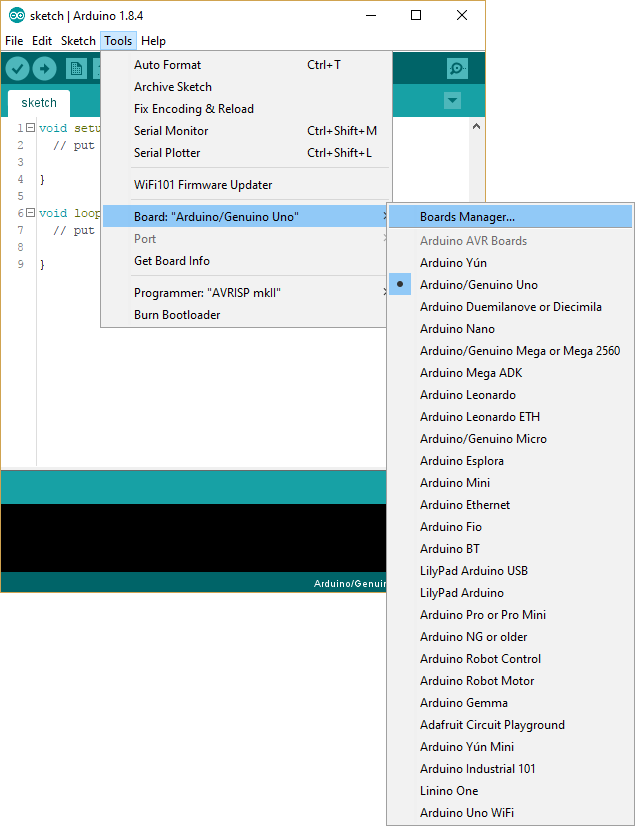 sketch | Arduino 1.8.4
File Edit Sketch Tools Help
sketch
1 void setu
2 // put
3
4 }
5
6 void loop
7 // put
8
9 }
Arduino/Genuin
Auto Format Ctrl+T
Archive Sketch
Fix Encoding & Reload
Serial Monitor Ctrl+Shift+M
Serial Plotter Ctrl+Shift+L
WiFi101 Firmware Updater
Board: "Arduino/Genuino Uno"
Port
Get Board Info
Programmer: "AVRISP mkII"
Burn Bootloader
Boards Manager...
Arduino AVR Boards
Arduino Yún
Arduino/Genuino Uno
Arduino Duemilanove or Diecimila
Arduino Nano
Arduino/Genuino Mega or Mega 2560
Arduino Mega ADK
Arduino Leonardo
Arduino Leonardo ETH
Arduino/Genuino Micro
Arduino Esplora
Arduino Mini
Arduino Ethernet
Arduino Fio
Arduino BT
LilyPad Arduino USB
LilyPad Arduino
Arduino Pro or Pro Mini
Arduino NG or older
Arduino Robot Control
Arduino Robot Motor
Arduino Gemma
Adafruit Circuit Playground
Arduino Yún Mini
Arduino Industrial 101
Linino One
Arduino Uno WiFi